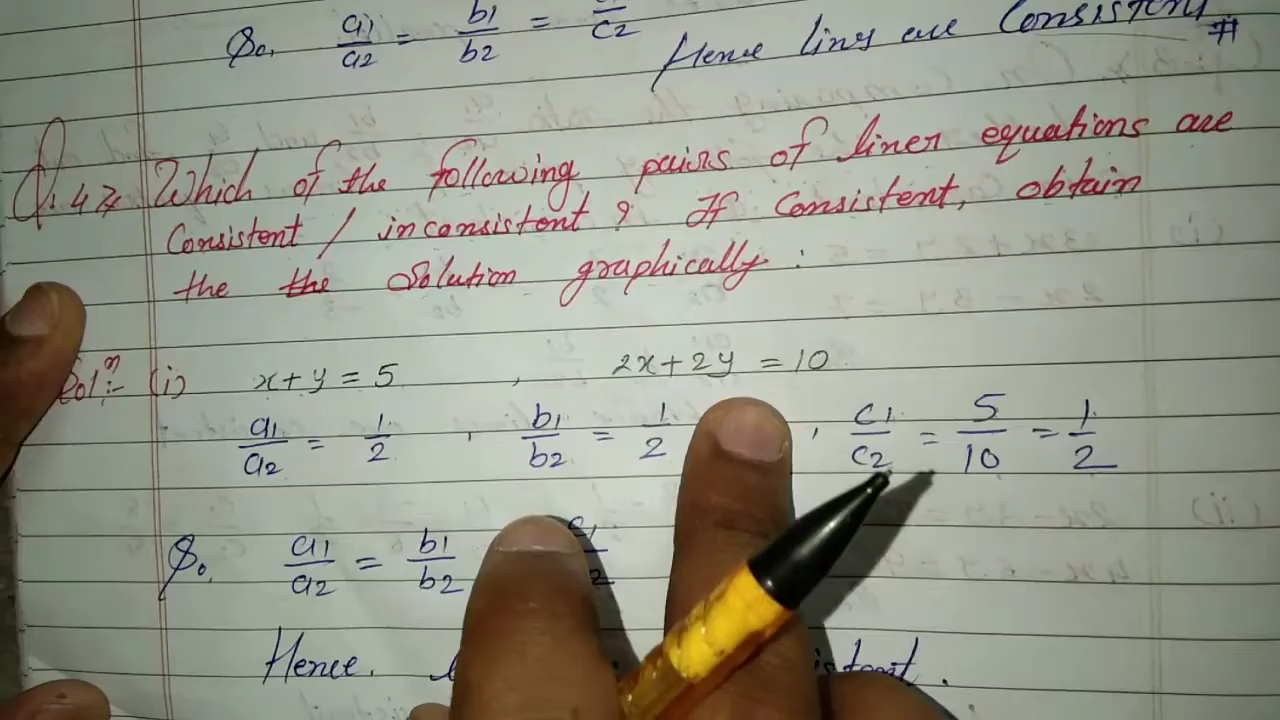 So, a1/a2 = b1/b2 = /c2
Hence lines are Consistent #
Q.4> Which of the following pairs of liner equations are
Consistent / inconsistent ? If Consistent, obtain
the the Solution graphically :
Solⁿ:- (i) x+y = 5 , 2x+2y = 10
a1/a2 = 1/2 , b1/b2 = 1/2 , c1/c2 = 5/10 = 1/2
So, a1/a2 = b1/b2
Hence,